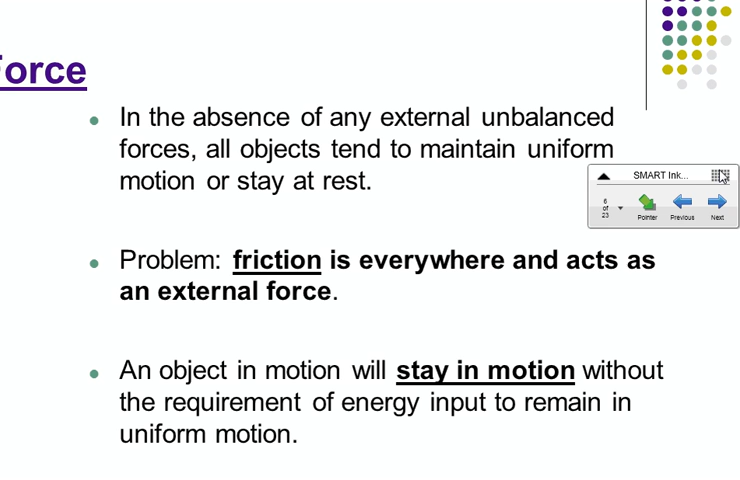 Force
In the absence of any external unbalanced
forces, all objects tend to maintain uniform
motion or stay at rest.
SMART Ink...
6
of
23
Pointer
Previous
Next
Problem: friction is everywhere and acts as
an external force.
An object in motion will stay in motion without
the requirement of energy input to remain in
uniform motion.